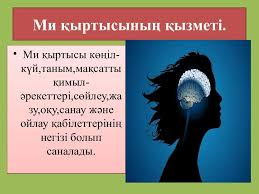 Ми қыртысының қызметі.
• Ми қыртысы көңіл-
күй,таным,мақсатты
қимыл-
әрекеттері,сөйлеу,жа
зу,оқу,санау және
ойлау қабілеттерінің
негізі болып
саналады.